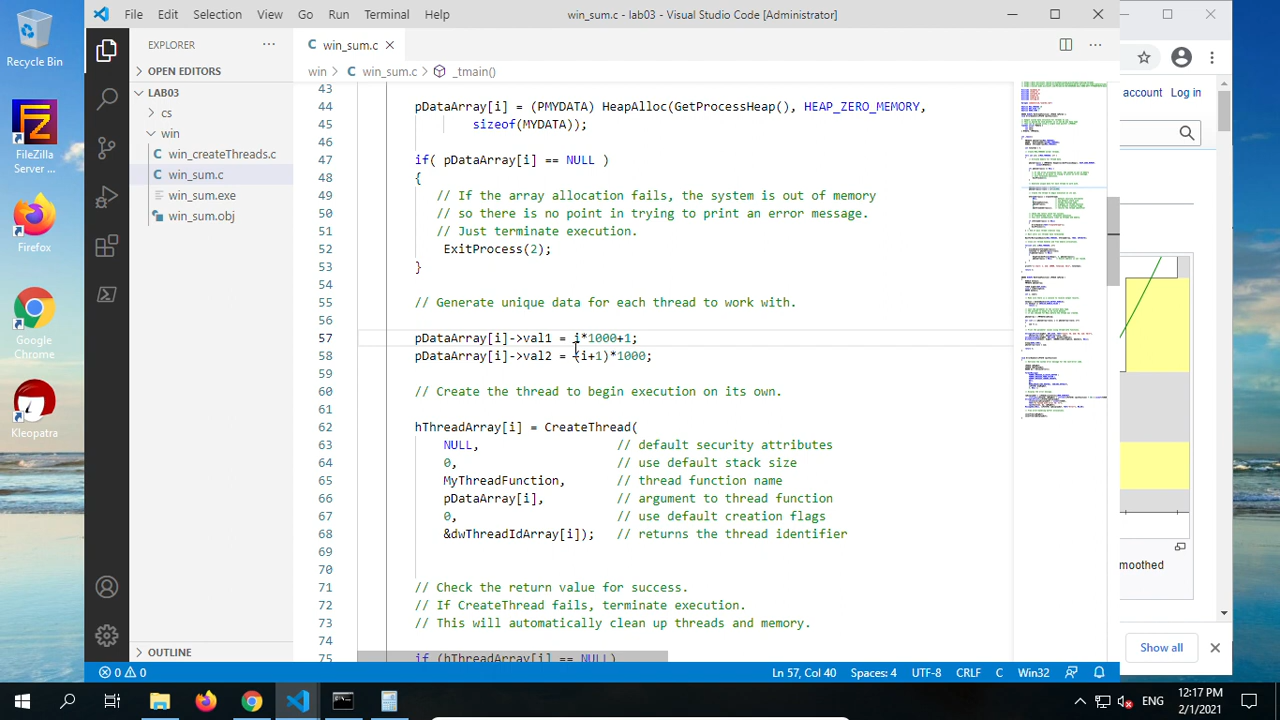 File Edit Selection View Go Run Terminal Help
win_sum.c - lab03 - Visual Studio Code [Administrator]
Recycle Bin
FileZilla
Server ...
Firefox
Google
Chrome
Kleopatra
EXPLORER
OPEN EDITORS
LAB03
cs
win
win_createThreads.c
win_sum.c
win_sum.exe
win_sum.obj
OUTLINE
win_sum.c
win
win_sum.c
_tmain()
43
44 pDataArray[i] = (PMYDATA) HeapAlloc(GetProcessHeap(), HEAP_ZERO_MEMORY,
45 sizeof(MYDATA));
46
47 if( pDataArray[i] == NULL )
48 {
49 // If the array allocation fails, the system is out of memory
50 // so there is no point in trying to print an error message.
51 // Just terminate execution.
52 ExitProcess(2);
53 }
54
55 // Generate unique data for each thread to work with.
56
57 pDataArray[i]->val1 = i*1000+1;
58 pDataArray[i]->val2 = (i+1)*1000;
59
60 // Create the thread to begin execution on its own.
61
62 hThreadArray[i] = CreateThread(
63 NULL, // default security attributes
64 0, // use default stack size
65 MyThreadFunction, // thread function name
66 pDataArray[i], // argument to thread function
67 0, // use default creation flags
68 &dwThreadIdArray[i]); // returns the thread identifier
69
70
71 // Check the return value for success.
72 // If CreateThread fails, terminate execution.
73 // This will automatically clean up threads and memory.
74
75 if (hThreadArray[i] == NULL)
account Log in
moothed
Show all
0 0
Ln 57, Col 40 Spaces: 4 UTF-8 CRLF C Win32
ENG
12:17 PM
2/1/2021